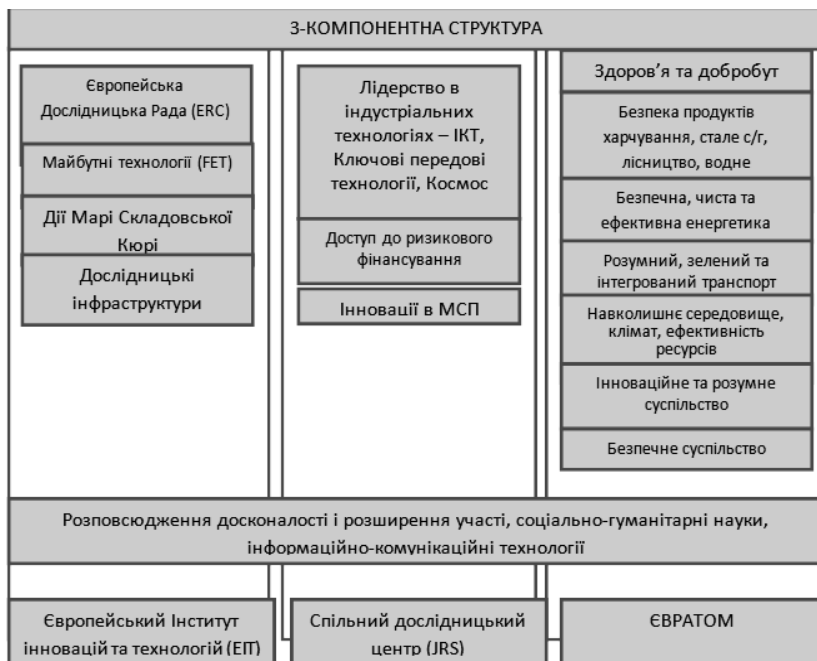 3-КОМПОНЕНТНА СТРУКТУРА
Європейська
Дослідницька Рада (ERC)
Майбутні технології (FET)
Дії Марі Складовської
Кюрі
Дослідницькі
інфраструктури
Лідерство в
індустріальних
технологіях – ІКТ,
Ключові передові
технології, Космос
Доступ до ризикового
фінансування
Інновації в МСП
Здоров’я та добробут
Безпека продуктів
харчування, стале с/г,
лісництво, водне
Безпечна, чиста та
ефективна енергетика
Розумний, зелений та
інтегрований транспорт
Навколишнє середовище,
клімат, ефективність
ресурсів
Інноваційне та розумне
суспільство
Безпечне суспільство
Розповсюдження досконалості і розширення участі, соціально-гуманітарні науки,
інформаційно-комунікаційні технології
Європейський Інститут
інновацій та технологій (ЕІТ)
Спільний дослідницький
центр (JRS)
ЄВРАТОМ